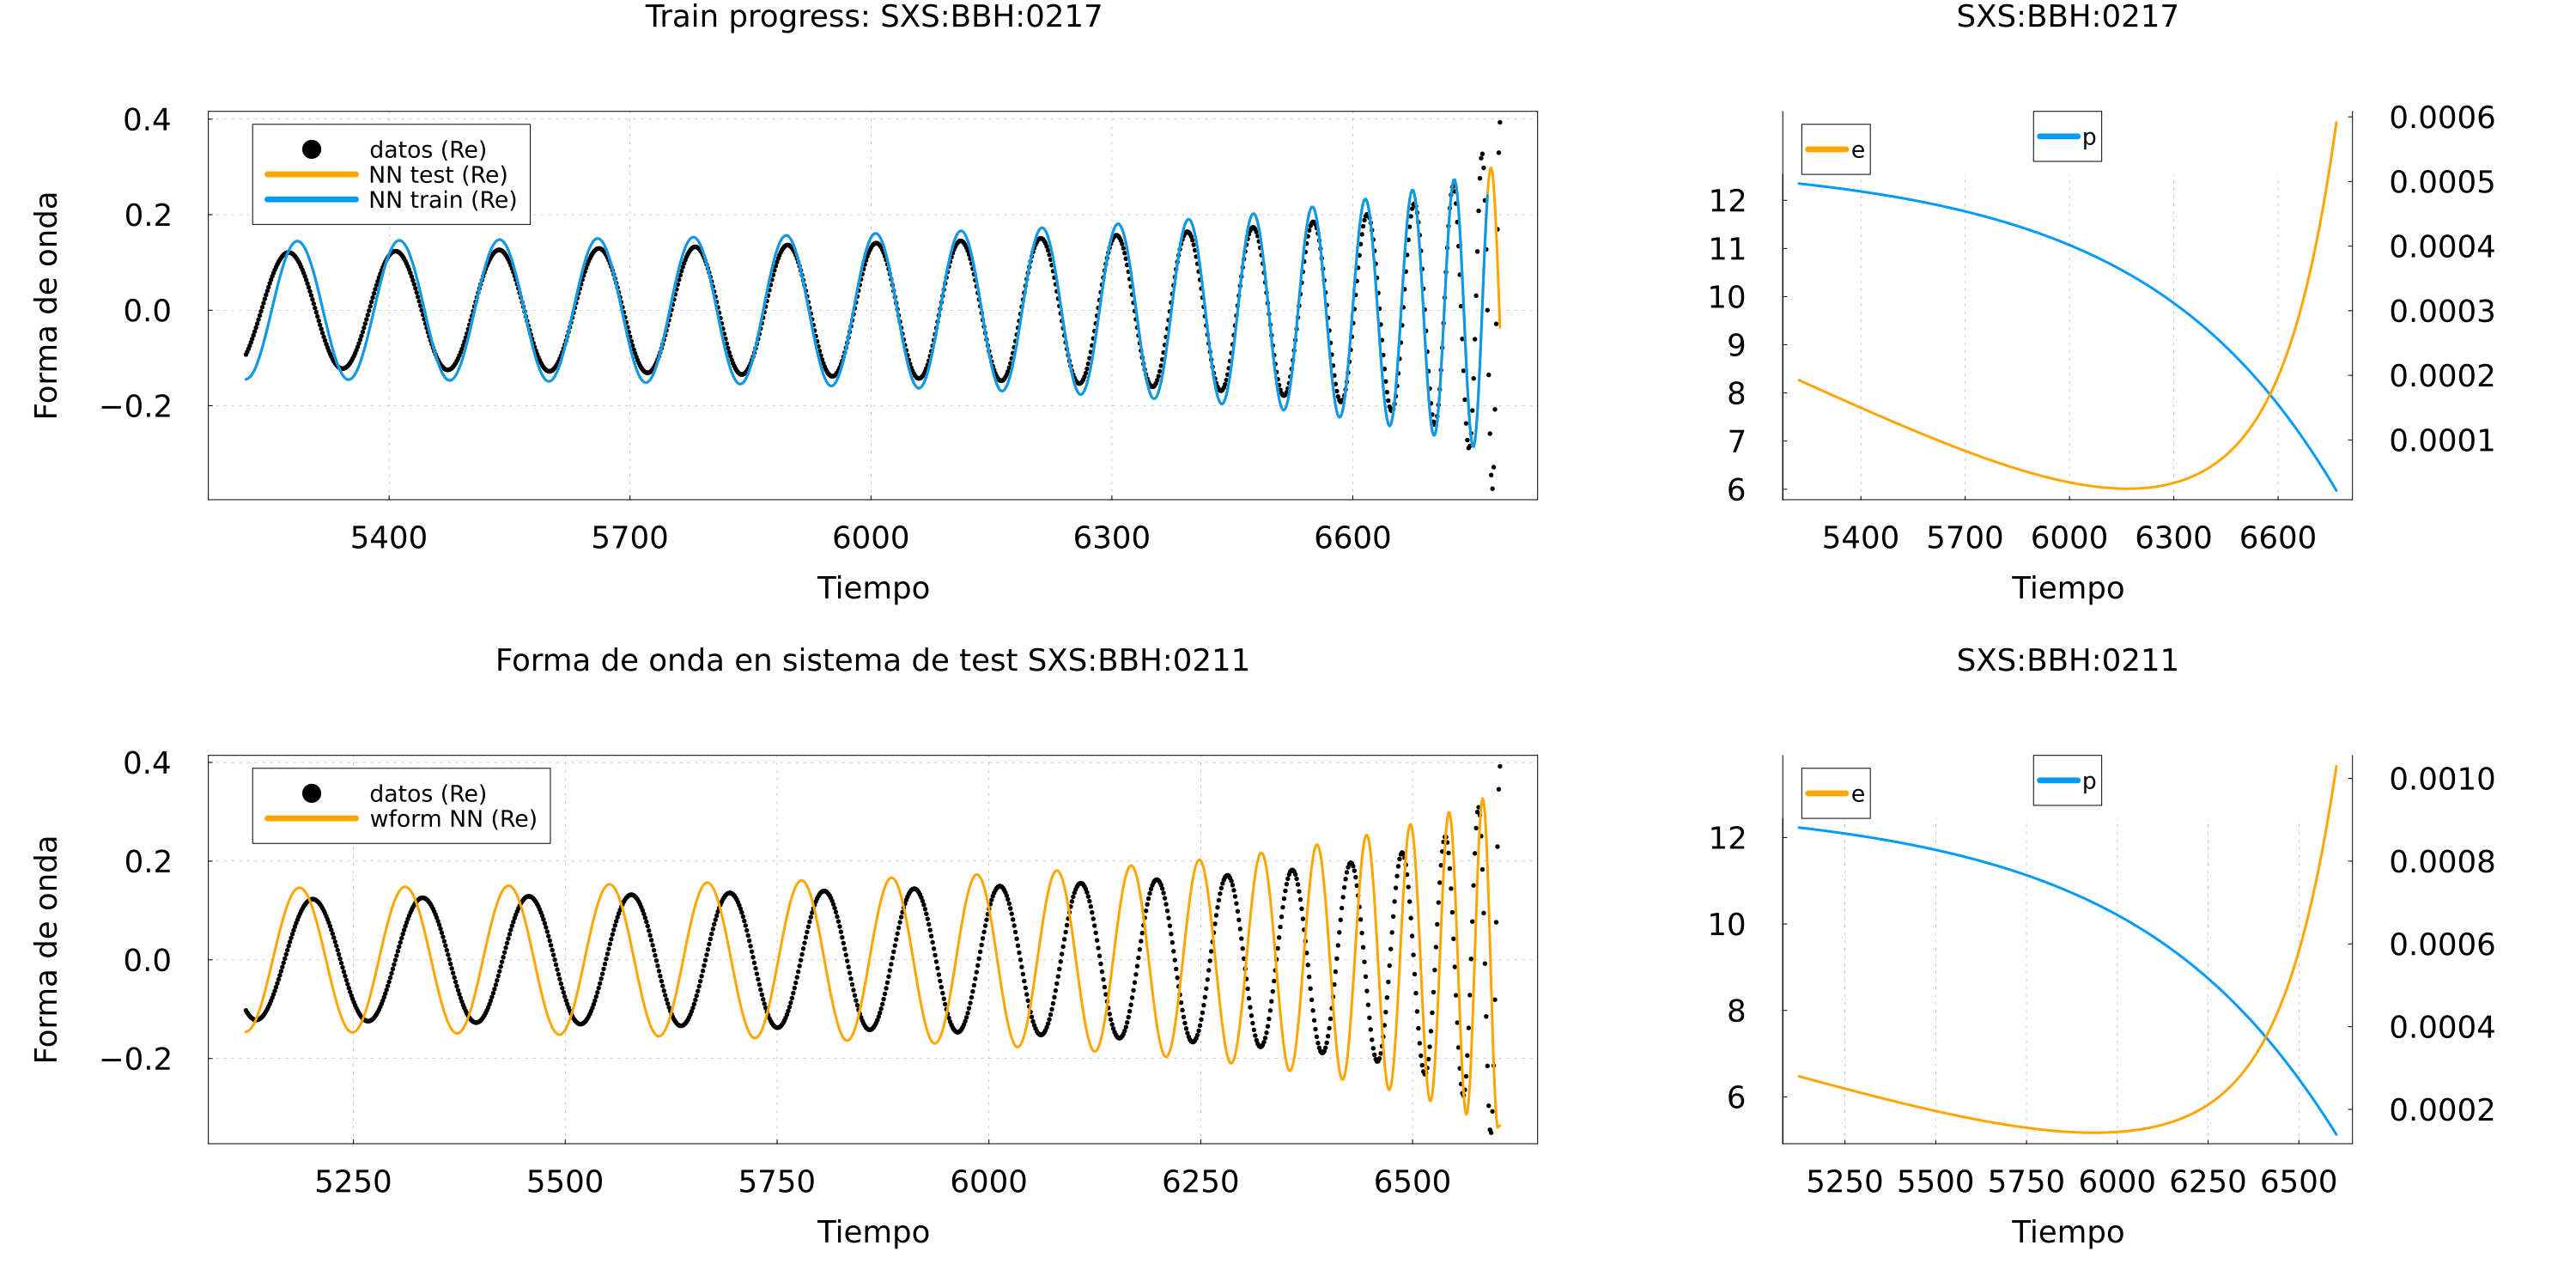 Train progress: SXS:BBH:0217
Forma de onda
0.4
0.2
0.0
−0.2
datos (Re)
NN test (Re)
NN train (Re)
5400 5700 6000 6300 6600
Tiempo
SXS:BBH:0217
e
p
12
11
10
9
8
7
6
0.0006
0.0005
0.0004
0.0003
0.0002
0.0001
5400 5700 6000 6300 6600
Tiempo
Forma de onda en sistema de test SXS:BBH:0211
Forma de onda
0.4
0.2
0.0
−0.2
datos (Re)
wform NN (Re)
5250 5500 5750 6000 6250 6500
Tiempo
SXS:BBH:0211
e
p
12
10
8
6
0.0010
0.0008
0.0006
0.0004
0.0002
5250 5500 5750 6000 6250 6500
Tiempo